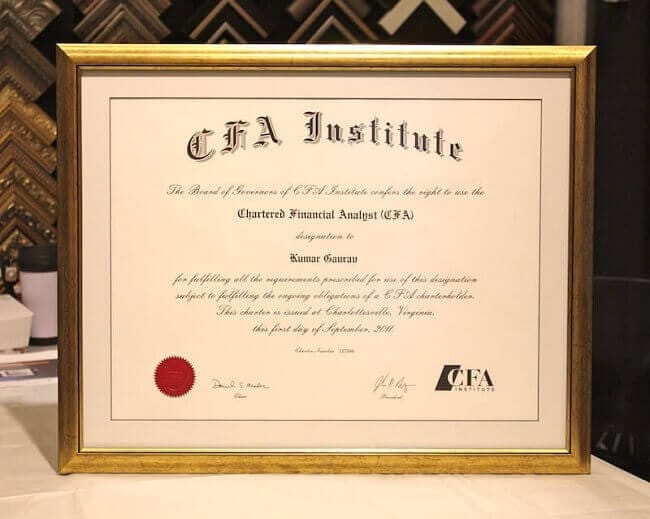 CFA Institute
The Board of Governors of CFA Institute confers the right to use the
Chartered Financial Analyst (CFA)
designation to
Kumar Gaurav
for fulfilling all the requirements prescribed for use of this designation
subject to fulfilling the ongoing obligations of a CFA charterholder.
This charter is issued at Charlottesville, Virginia,
this first day of September, 2011.
Charter Number
Chair
President
CFA
INSTITUTE